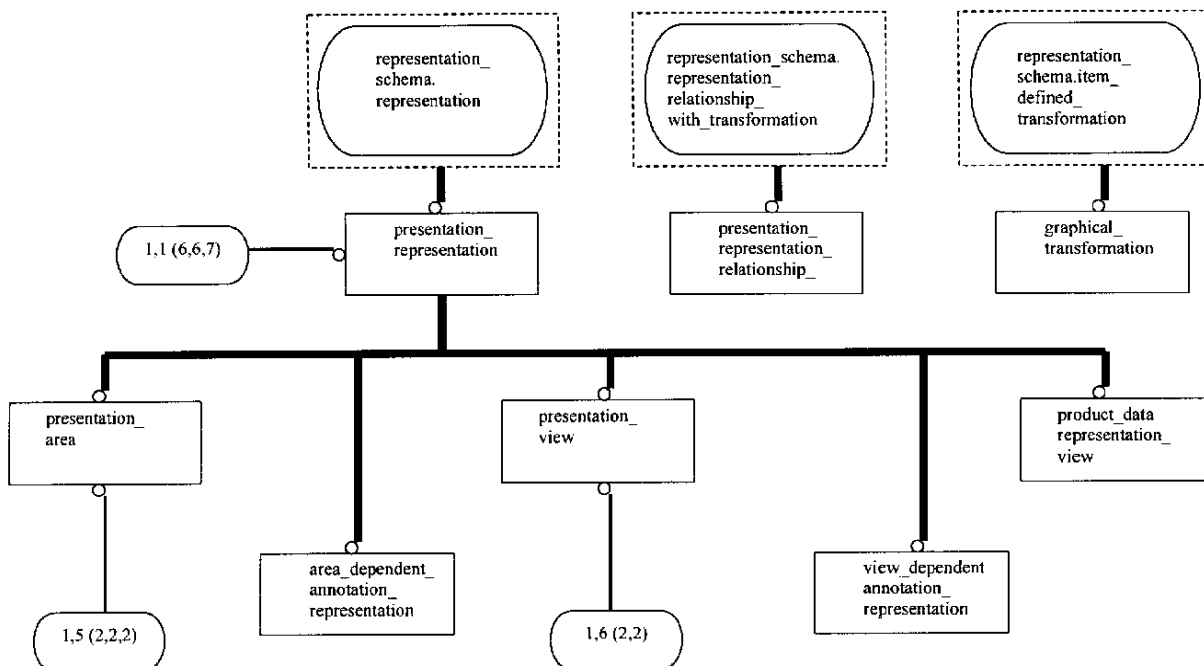 representation_
schema.
representation
representation_schema.
representation_
relationship_
with_transformation
representation_
schema.item_
defined_
transformation
1,1 (6,6,7)
presentation_
representation
presentation_
representation_
relationship_
graphical_
transformation
presentation_
area
presentation_
view
product_data
representation_
view
area_dependent_
annotation_
representation
view_dependent
annotation_
representation
1,5 (2,2,2)
1,6 (2,2)